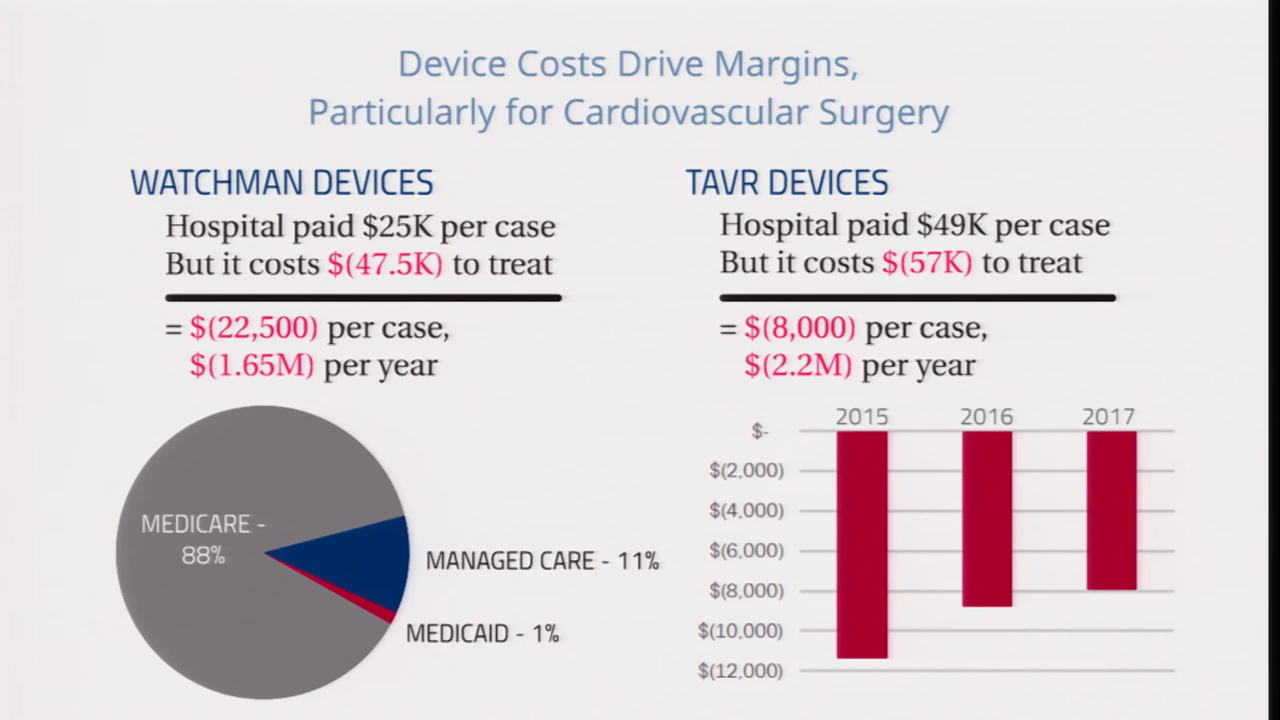 Device Costs Drive Margins,
Particularly for Cardiovascular Surgery
WATCHMAN DEVICES
Hospital paid $25K per case
But it costs $(47.5K) to treat
= $(22,500) per case,
$(1.65M) per year
MEDICARE -
88%
MANAGED CARE - 11%
MEDICAID - 1%
TAVR DEVICES
Hospital paid $49K per case
But it costs $(57K) to treat
= $(8,000) per case,
$(2.2M) per year
2015 2016 2017
$-
$(2,000)
$(4,000)
$(6,000)
$(8,000)
$(10,000)
$(12,000)